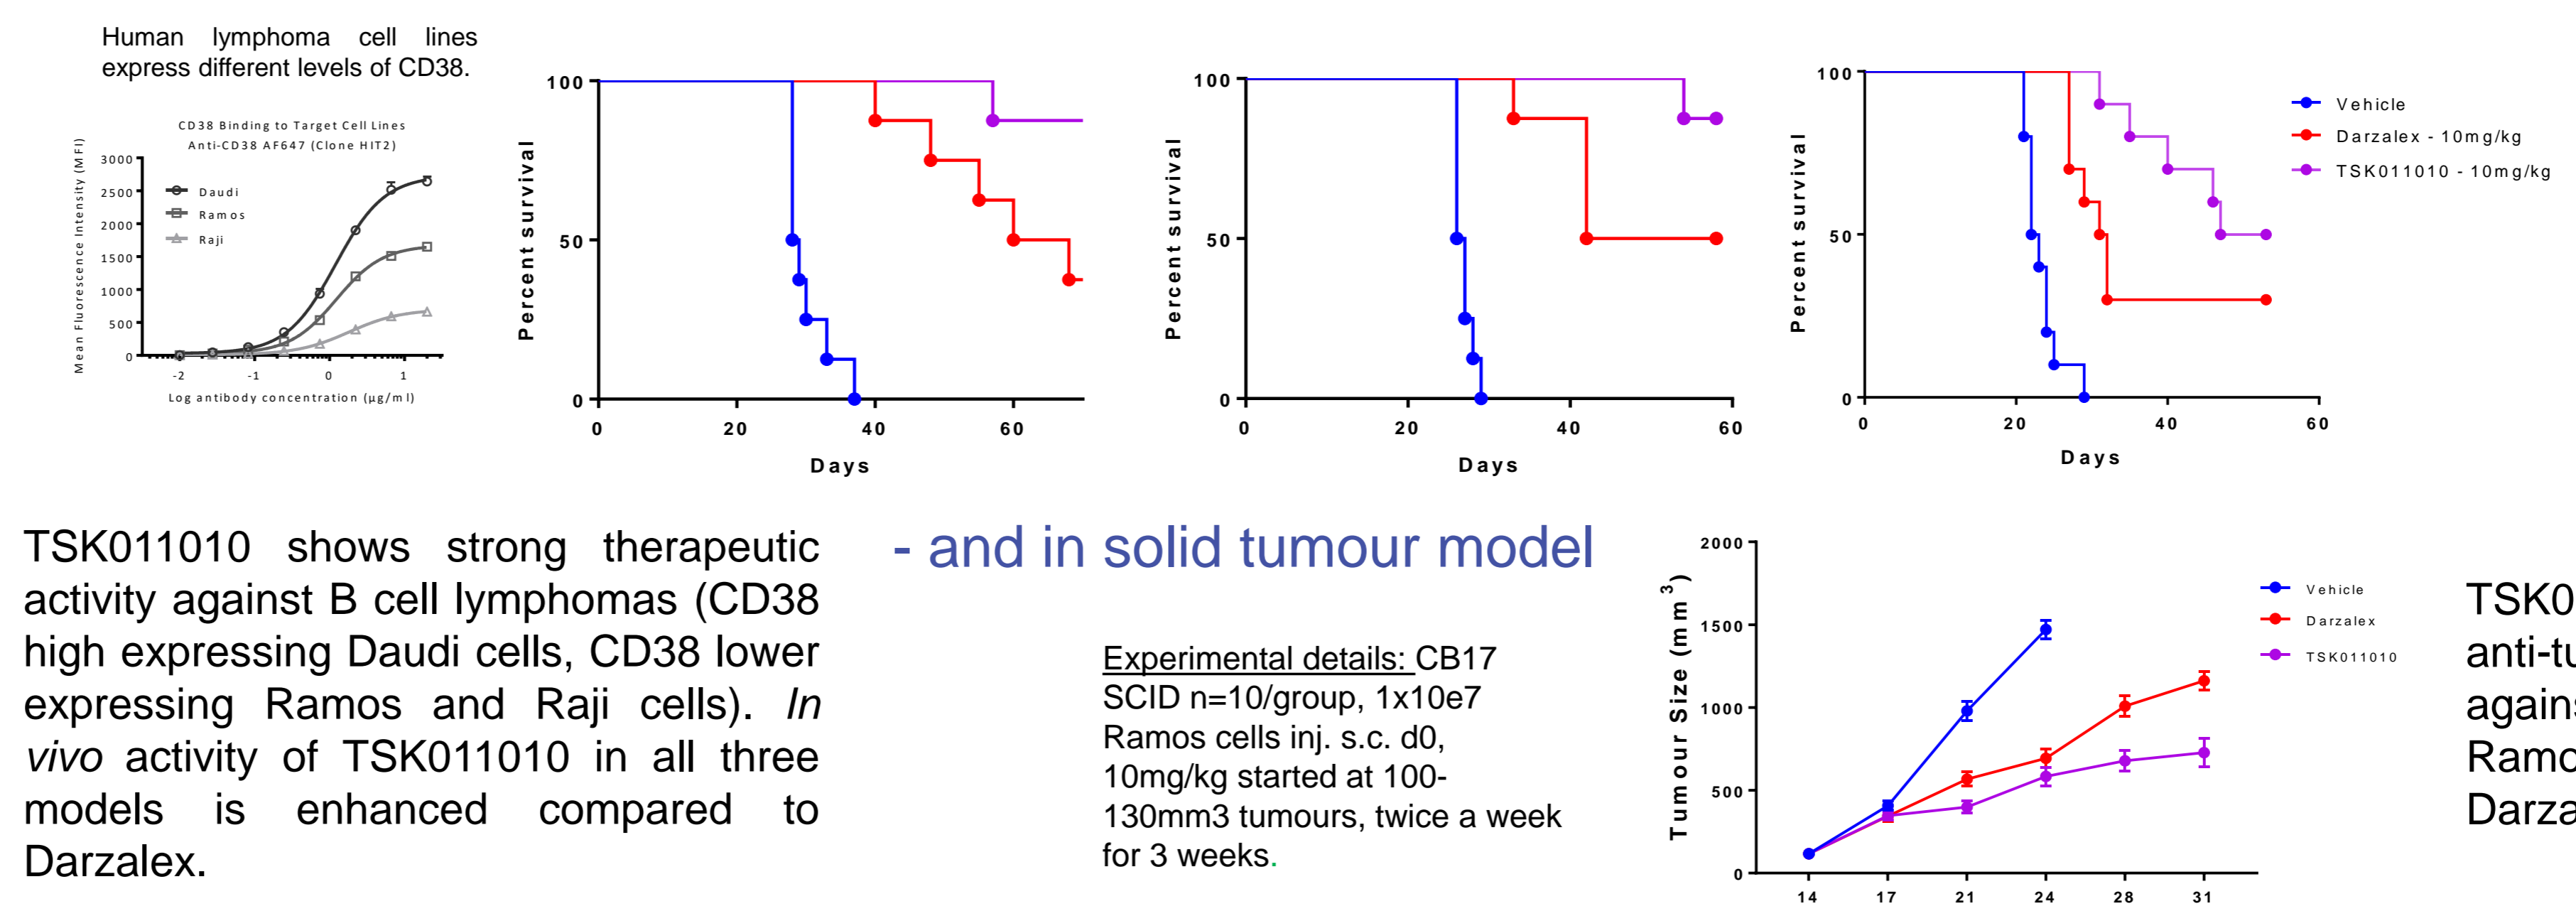 Human lymphoma cell lines
express different levels of CD38.
CD38 Binding to Target Cell Lines
Anti-CD38 AF647 (Clone HIT2)
Mean Fluorescence Intensity (MFI)
3000
2500
2000
1500
1000
500
0
Daudi
Ramos
Raji
-2 -1 0 1
Log antibody concentration (µg/ml)
Percent survival
100
50
0
0 20 40 60
Days
Percent survival
100
50
0
0 20 40 60
Days
Percent survival
100
50
0
0 20 40 60
Days
Vehicle
Darzalex - 10mg/kg
TSK011010 - 10mg/kg
TSK011010 shows strong therapeutic
activity against B cell lymphomas (CD38
high expressing Daudi cells, CD38 lower
expressing Ramos and Raji cells). In
vivo activity of TSK011010 in all three
models is enhanced compared to
Darzalex.
- and in solid tumour model
Experimental details: CB17
SCID n=10/group, 1x10e7
Ramos cells inj. s.c. d0,
10mg/kg started at 100-
130mm3 tumours, twice a week
for 3 weeks.
Tumour Size (mm³)
2000
1500
1000
500
0
14 17 21 24 28 31
Vehicle
Darzalex
TSK011010
TSK0
anti-tu
agains
Ramo
Darza